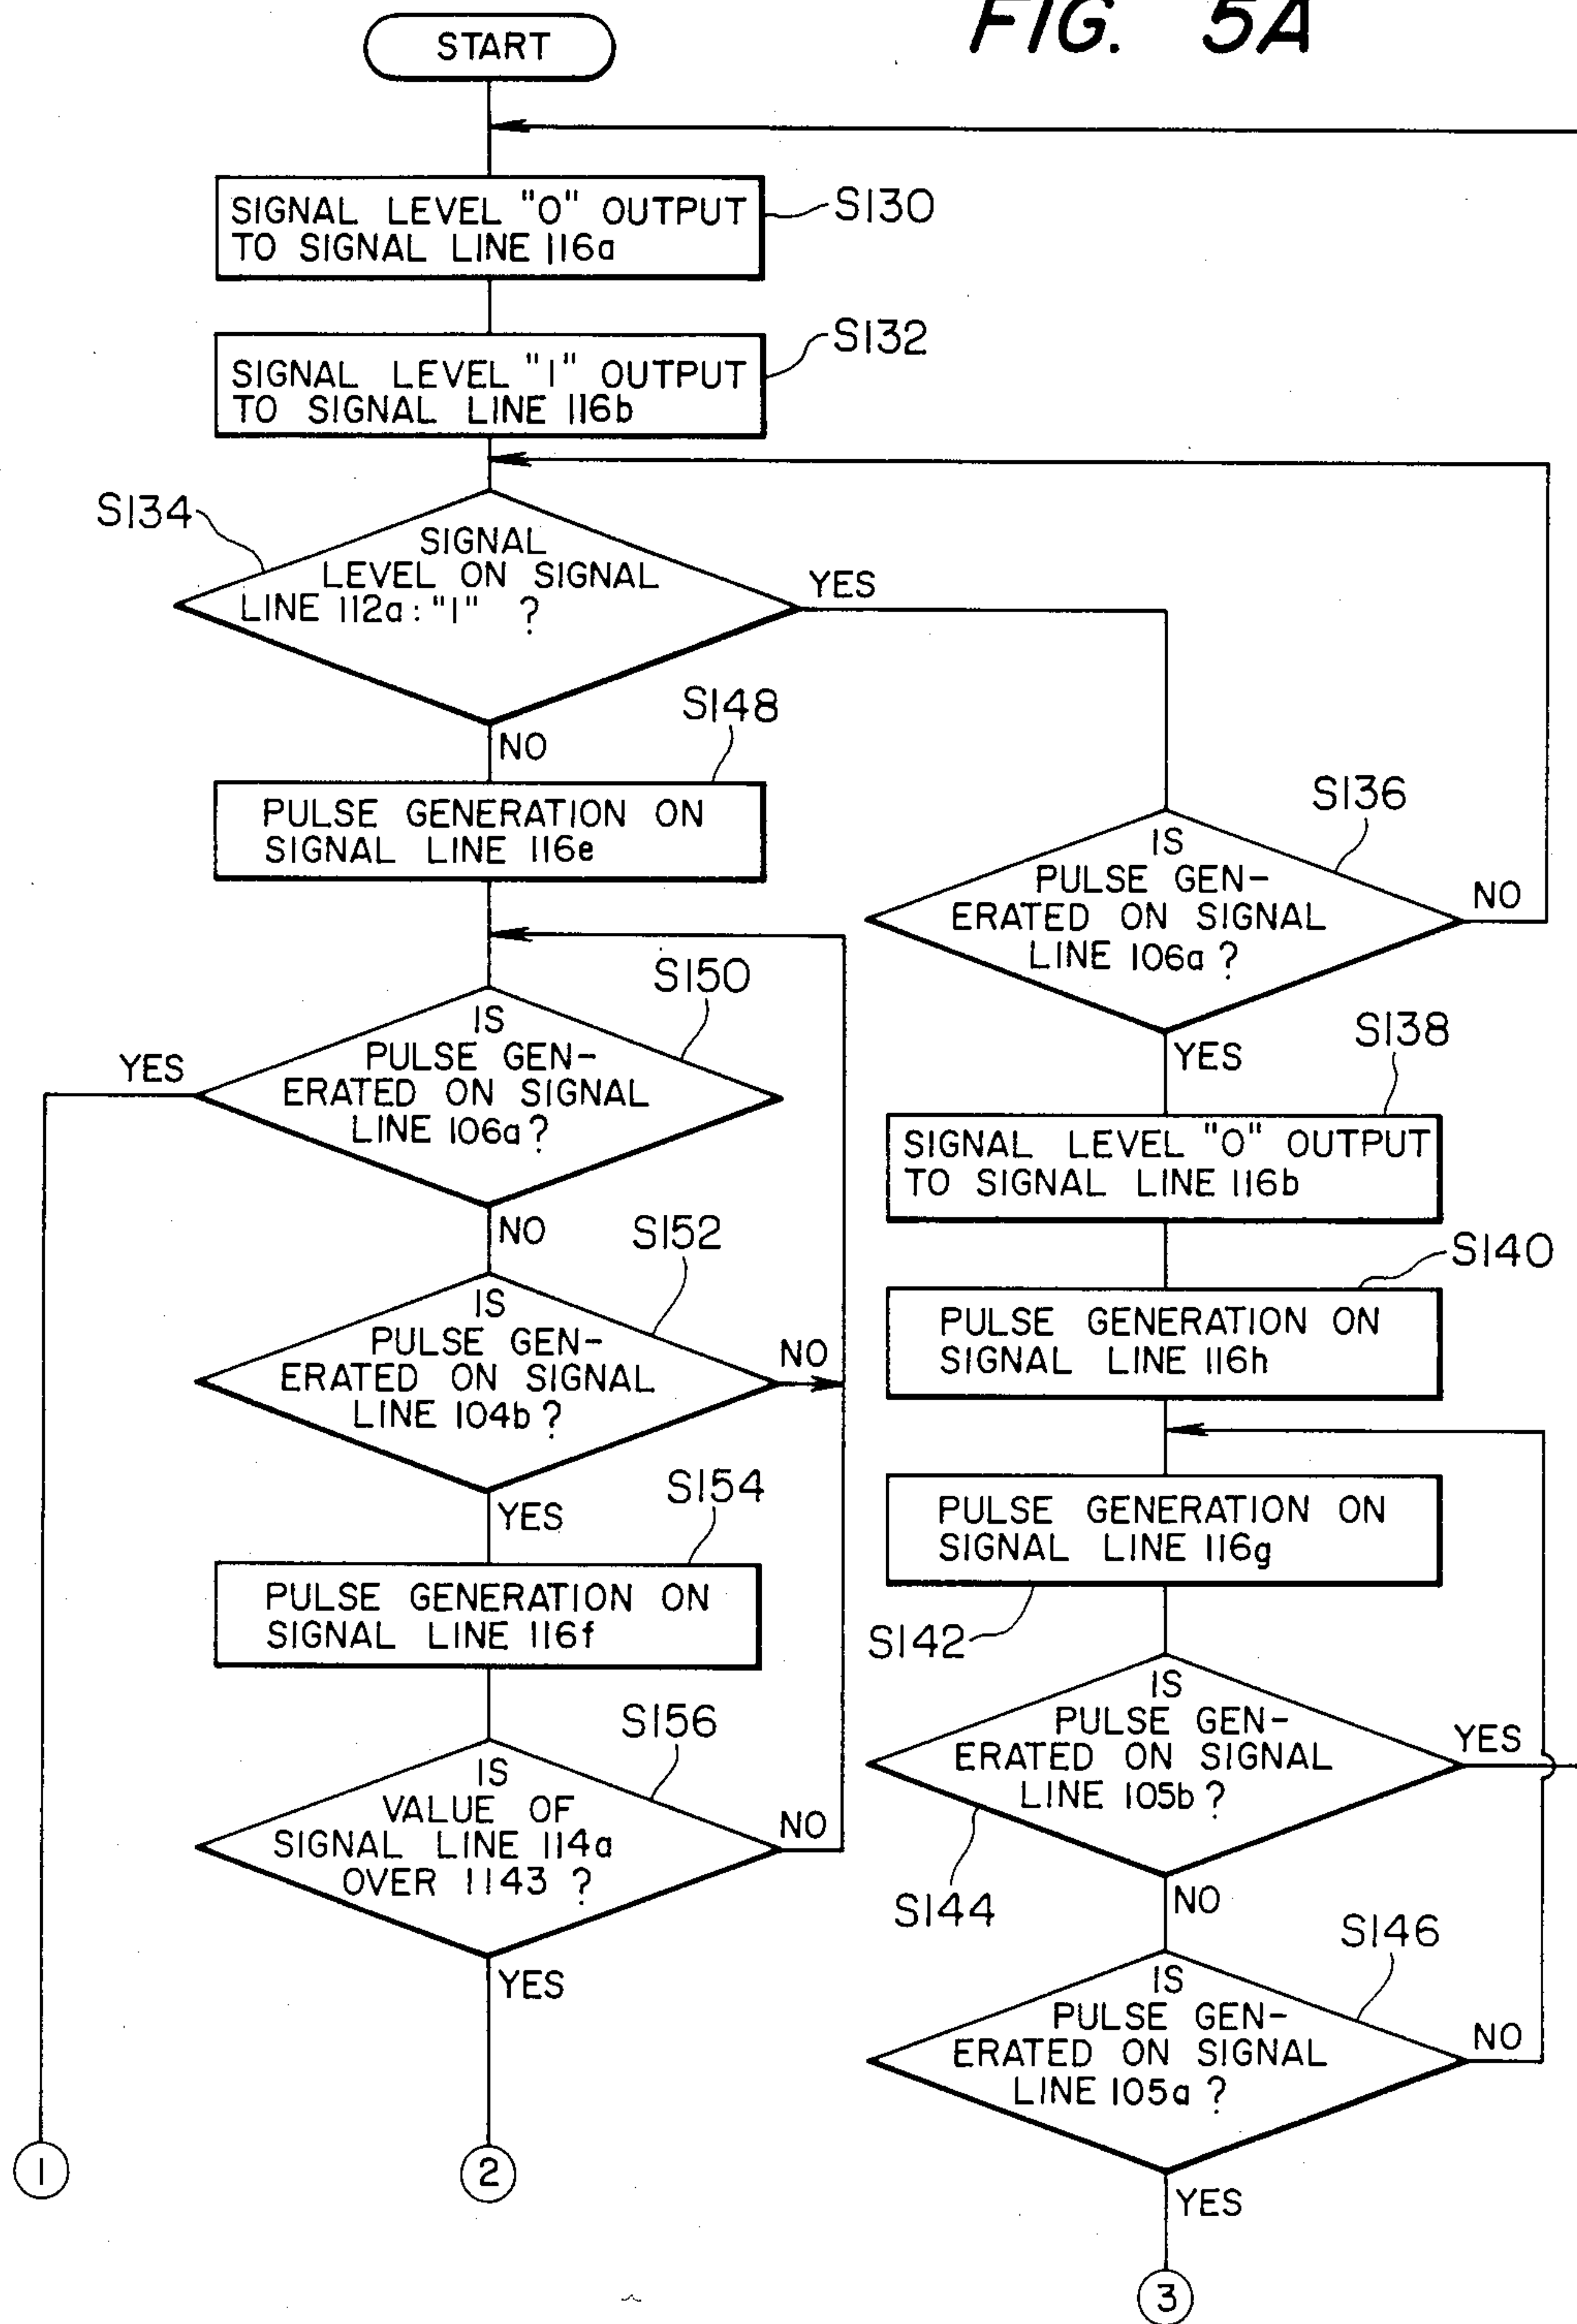 FIG. 5A
START
SIGNAL LEVEL "0" OUTPUT
TO SIGNAL LINE 116a
S130
SIGNAL LEVEL "1" OUTPUT
TO SIGNAL LINE 116b
S132
S134
SIGNAL
LEVEL ON SIGNAL
LINE 112a: "1" ?
YES
NO
S148
PULSE GENERATION ON
SIGNAL LINE 116e
S136
IS
PULSE GEN-
ERATED ON SIGNAL
LINE 106a ?
NO
YES
S150
IS
PULSE GEN-
ERATED ON SIGNAL
LINE 106a ?
YES
NO
S138
SIGNAL LEVEL "0" OUTPUT
TO SIGNAL LINE 116b
S152
IS
PULSE GEN-
ERATED ON SIGNAL
LINE 104b ?
NO
YES
S140
PULSE GENERATION ON
SIGNAL LINE 116h
S154
PULSE GENERATION ON
SIGNAL LINE 116f
PULSE GENERATION ON
SIGNAL LINE 116g
S142
S156
IS
VALUE OF
SIGNAL LINE 114a
OVER 1143 ?
NO
YES
IS
PULSE GEN-
ERATED ON SIGNAL
LINE 105b ?
YES
S144
NO
S146
IS
PULSE GEN-
ERATED ON SIGNAL
LINE 105a ?
NO
YES
1
2
3